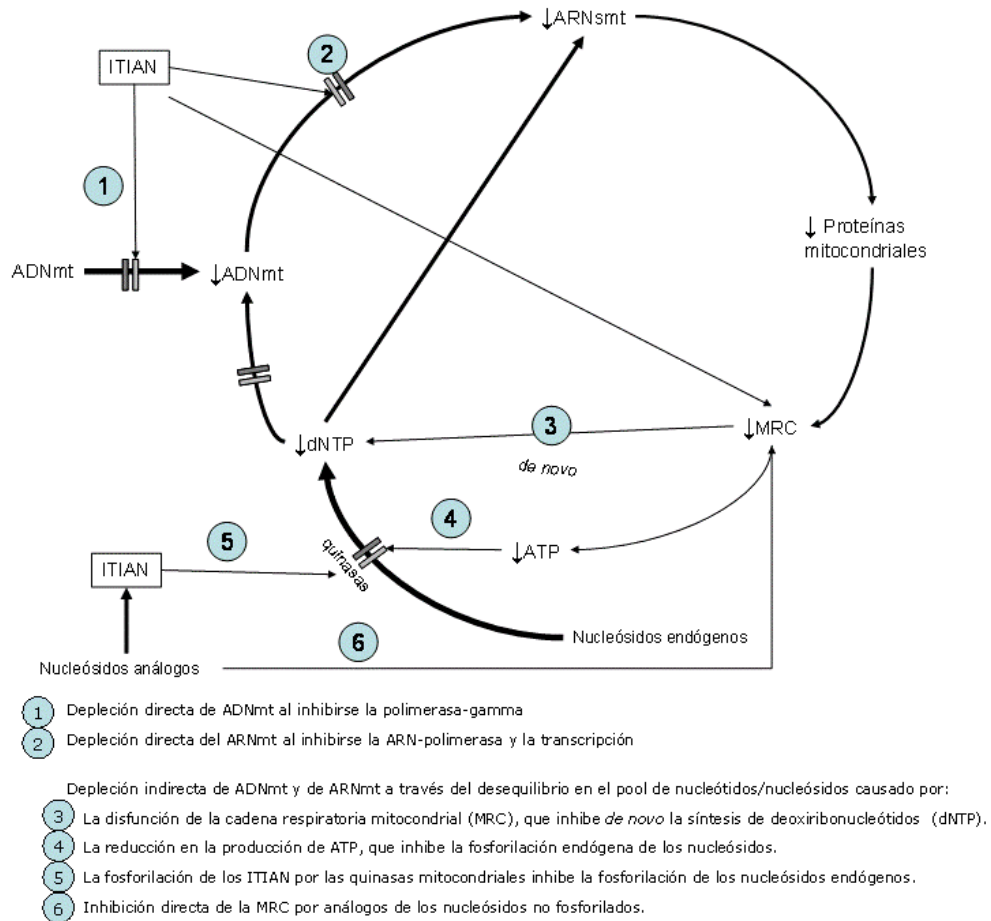 ↓ARNsmt
2
ITIAN
1
↓ Proteínas
mitocondriales
ADNmt
↓ADNmt
3
↓MRC
↓dNTP
de novo
4
5
quinasas
↓ATP
ITIAN
6
Nucleósidos endógenos
Nucleósidos análogos
1 Depleción directa de ADNmt al inhibirse la polimerasa-gamma
2 Depleción directa del ARNmt al inhibirse la ARN-polimerasa y la transcripción
Depleción indirecta de ADNmt y de ARNmt a través del desequilibrio en el pool de nucleótidos/nucleósidos causado por:
3 La disfunción de la cadena respiratoria mitocondrial (MRC), que inhibe de novo la síntesis de deoxiribonucleótidos (dNTP).
4 La reducción en la producción de ATP, que inhibe la fosforilación endógena de los nucleósidos.
5 La fosforilación de los ITIAN por las quinasas mitocondriales inhibe la fosforilación de los nucleósidos endógenos.
6 Inhibición directa de la MRC por análogos de los nucleósidos no fosforilados.